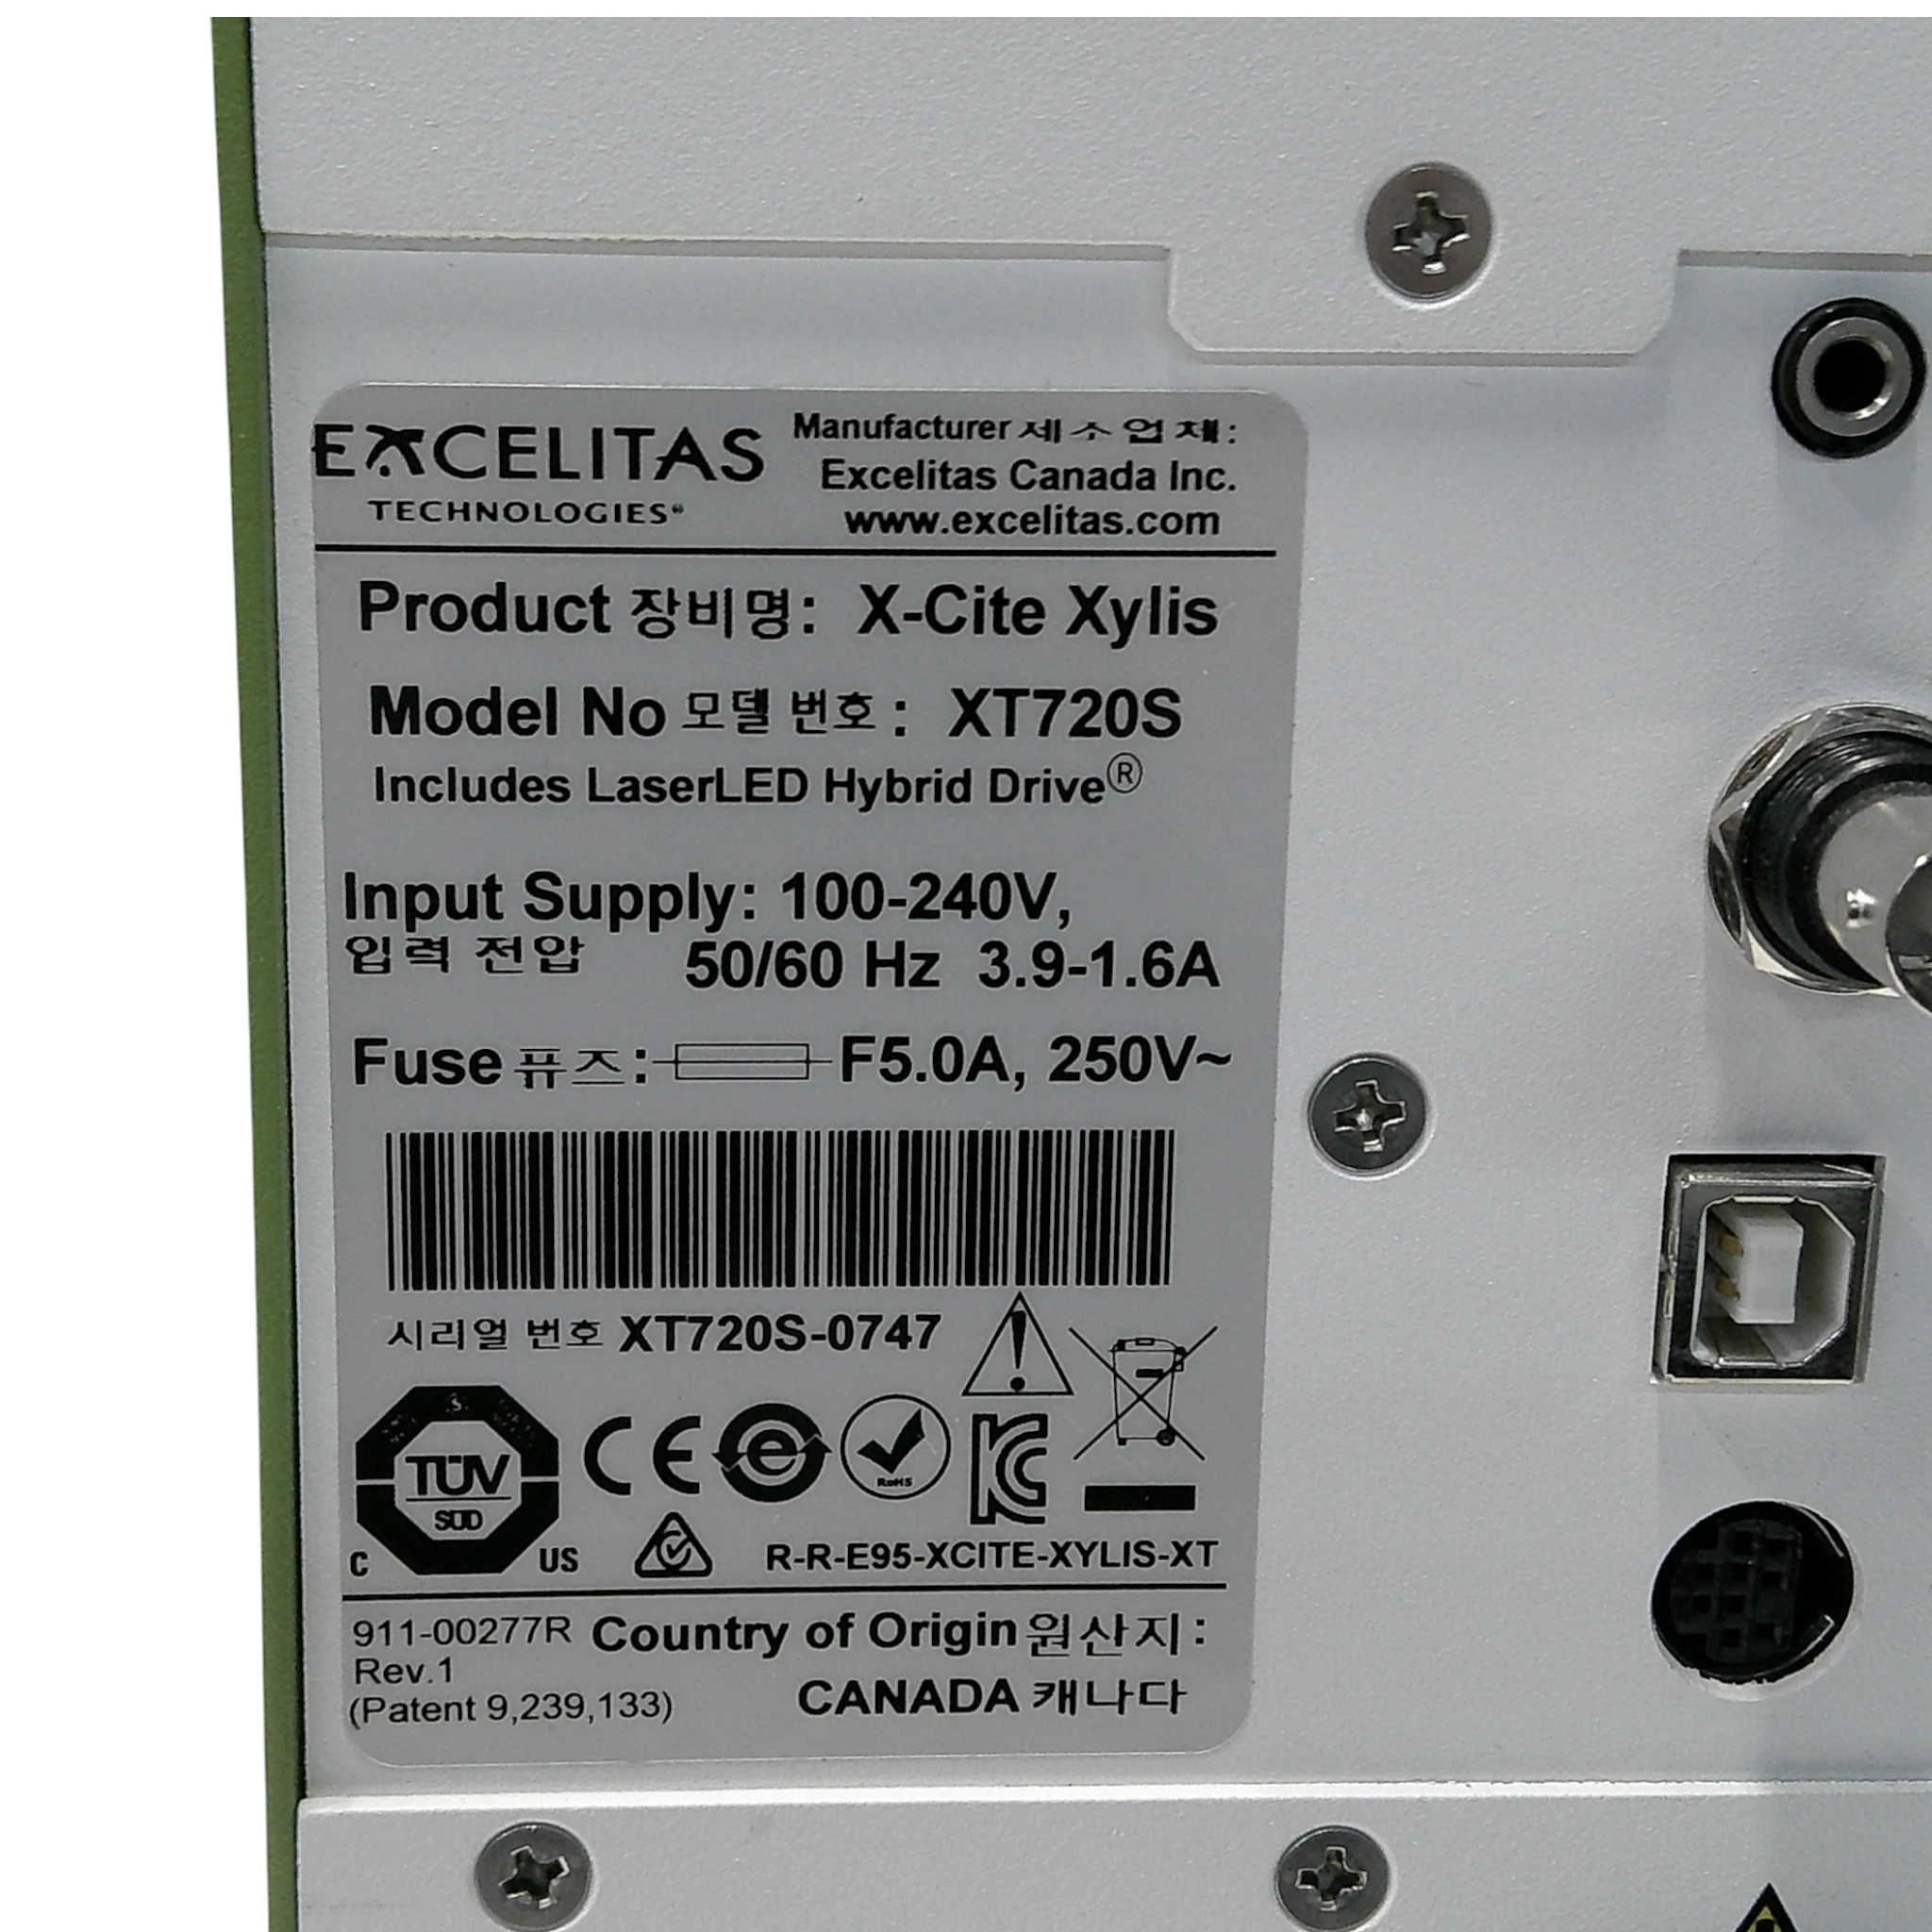 EXCELITAS
TECHNOLOGIES®
Manufacturer 제조업체:
Excelitas Canada Inc.
www.excelitas.com
Product 장비명: X-Cite Xylis
Model No 모델 번호: XT720S
Includes LaserLED Hybrid Drive®
Input Supply: 100-240V,
입력 전압 50/60 Hz 3.9-1.6A
Fuse 퓨즈: F5.0A, 250V~
시리얼 번호 XT720S-0747
TÜV
SÜD
C US
CE
e
RoHS
KC
R-R-E95-XCITE-XYLIS-XT
911-00277R Country of Origin 원산지:
Rev.1
(Patent 9,239,133) CANADA 캐나다